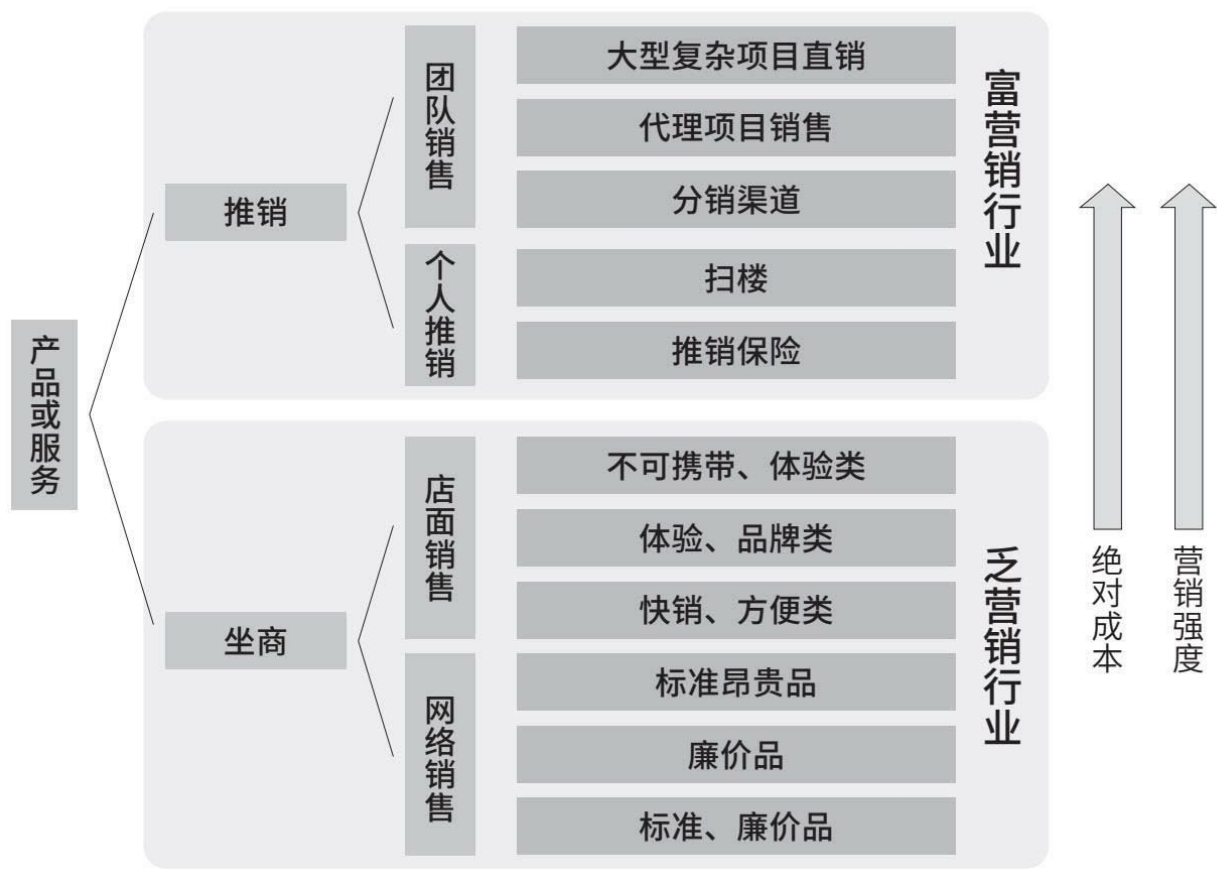 产品或服务
推销
团队销售
大型复杂项目直销
代理项目销售
分销渠道
个人推销
扫楼
推销保险
富营销行业
坐商
店面销售
不可携带、体验类
体验、品牌类
快销、方便类
网络销售
标准昂贵品
廉价品
标准、廉价品
乏营销行业
绝对成本
营销强度